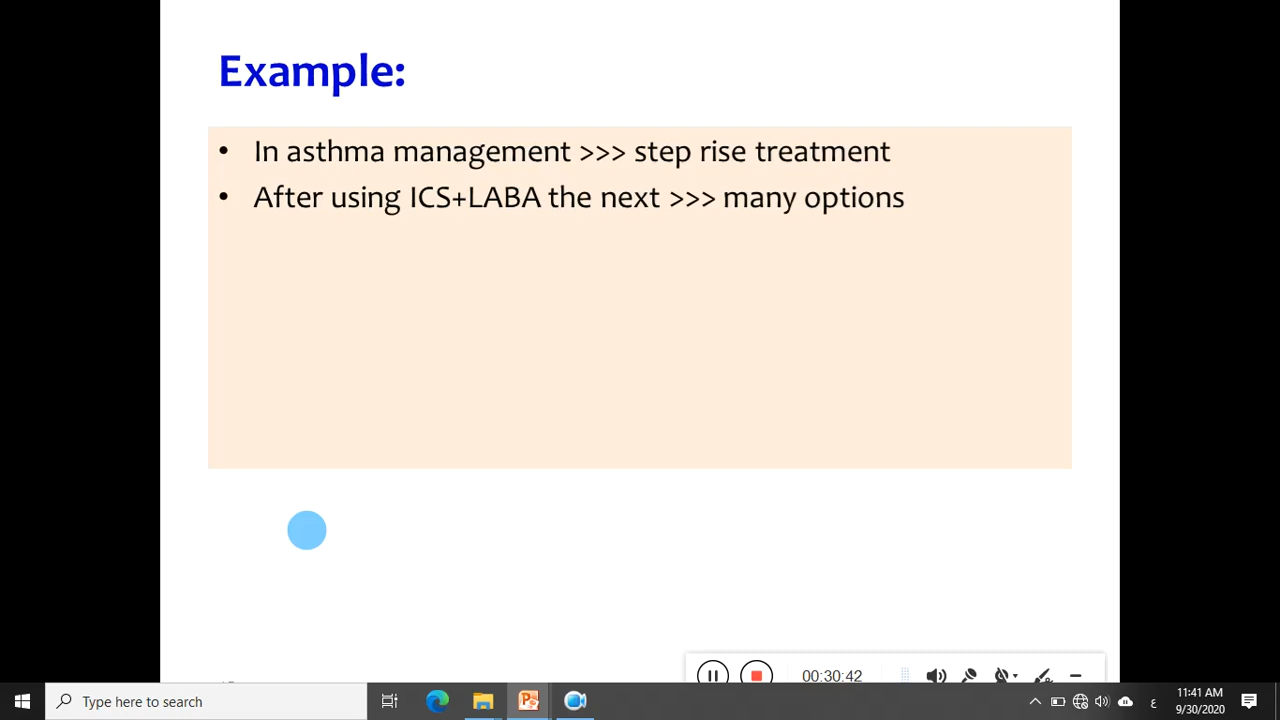 Example:
• In asthma management >>> step rise treatment
• After using ICS+LABA the next >>> many options
00:30:42
Type here to search
ع
11:41 AM
9/30/2020